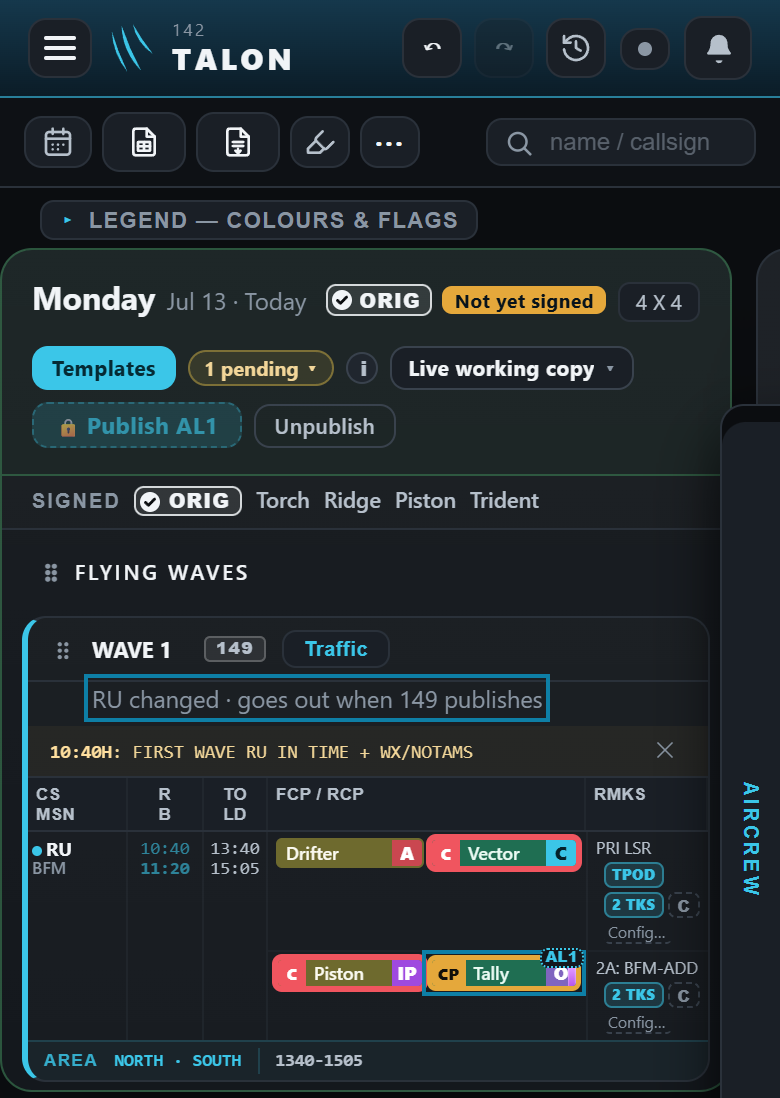 142
TALON
name / callsign
LEGEND — COLOURS & FLAGS
Monday Jul 13 · Today ORIG Not yet signed 4 X 4
Templates 1 pending i Live working copy
Publish AL1 Unpublish
SIGNED ORIG Torch Ridge Piston Trident
FLYING WAVES
WAVE 1 149 Traffic
RU changed · goes out when 149 publishes
10:40H: FIRST WAVE RU IN TIME + WX/NOTAMS
CS R TO FCP / RCP RMKS
MSN B LD
RU 10:40 13:40 Drifter A C Vector C PRI LSR
BFM 11:20 15:05
TPOD
2 TKS C
Config...
AL1
C Piston IP CP Tally O 2A: BFM-ADD
2 TKS C
Config...
AREA NORTH · SOUTH 1340-1505
AIRCREW